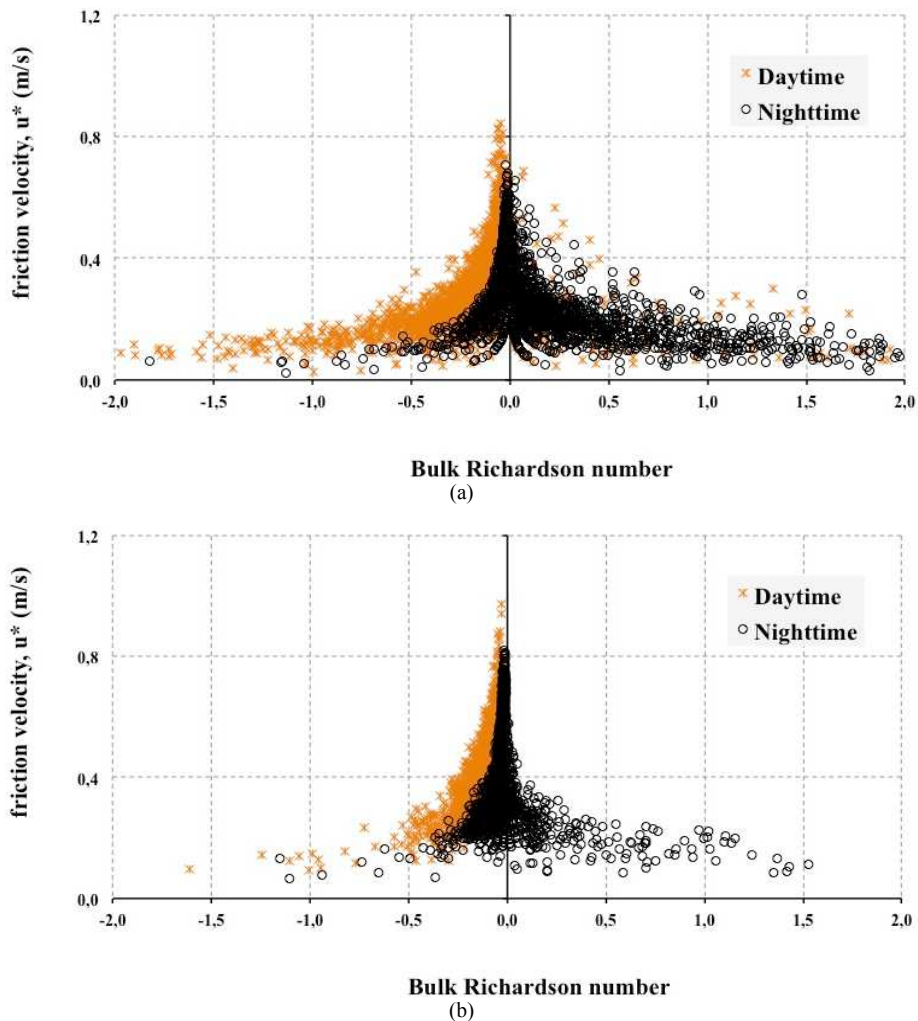 1,2
0,8
0,4
0,0
friction velocity, u* (m/s)
Daytime
Nighttime
-2,0 -1,5 -1,0 -0,5 0,0 0,5 1,0 1,5 2,0
Bulk Richardson number
(a)
1,2
0,8
0,4
0,0
friction velocity, u* (m/s)
Daytime
Nighttime
-2,0 -1,5 -1,0 -0,5 0,0 0,5 1,0 1,5 2,0
Bulk Richardson number
(b)